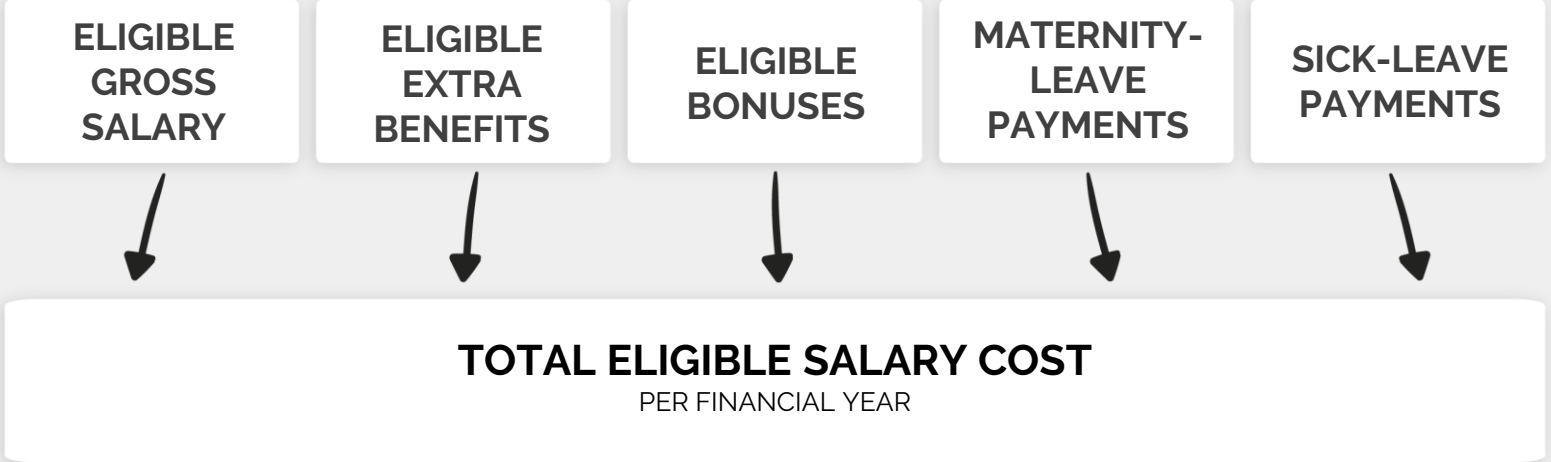 ELIGIBLE
GROSS
SALARY
ELIGIBLE
EXTRA
BENEFITS
ELIGIBLE
BONUSES
MATERNITY-
LEAVE
PAYMENTS
SICK-LEAVE
PAYMENTS
TOTAL ELIGIBLE SALARY COST
PER FINANCIAL YEAR